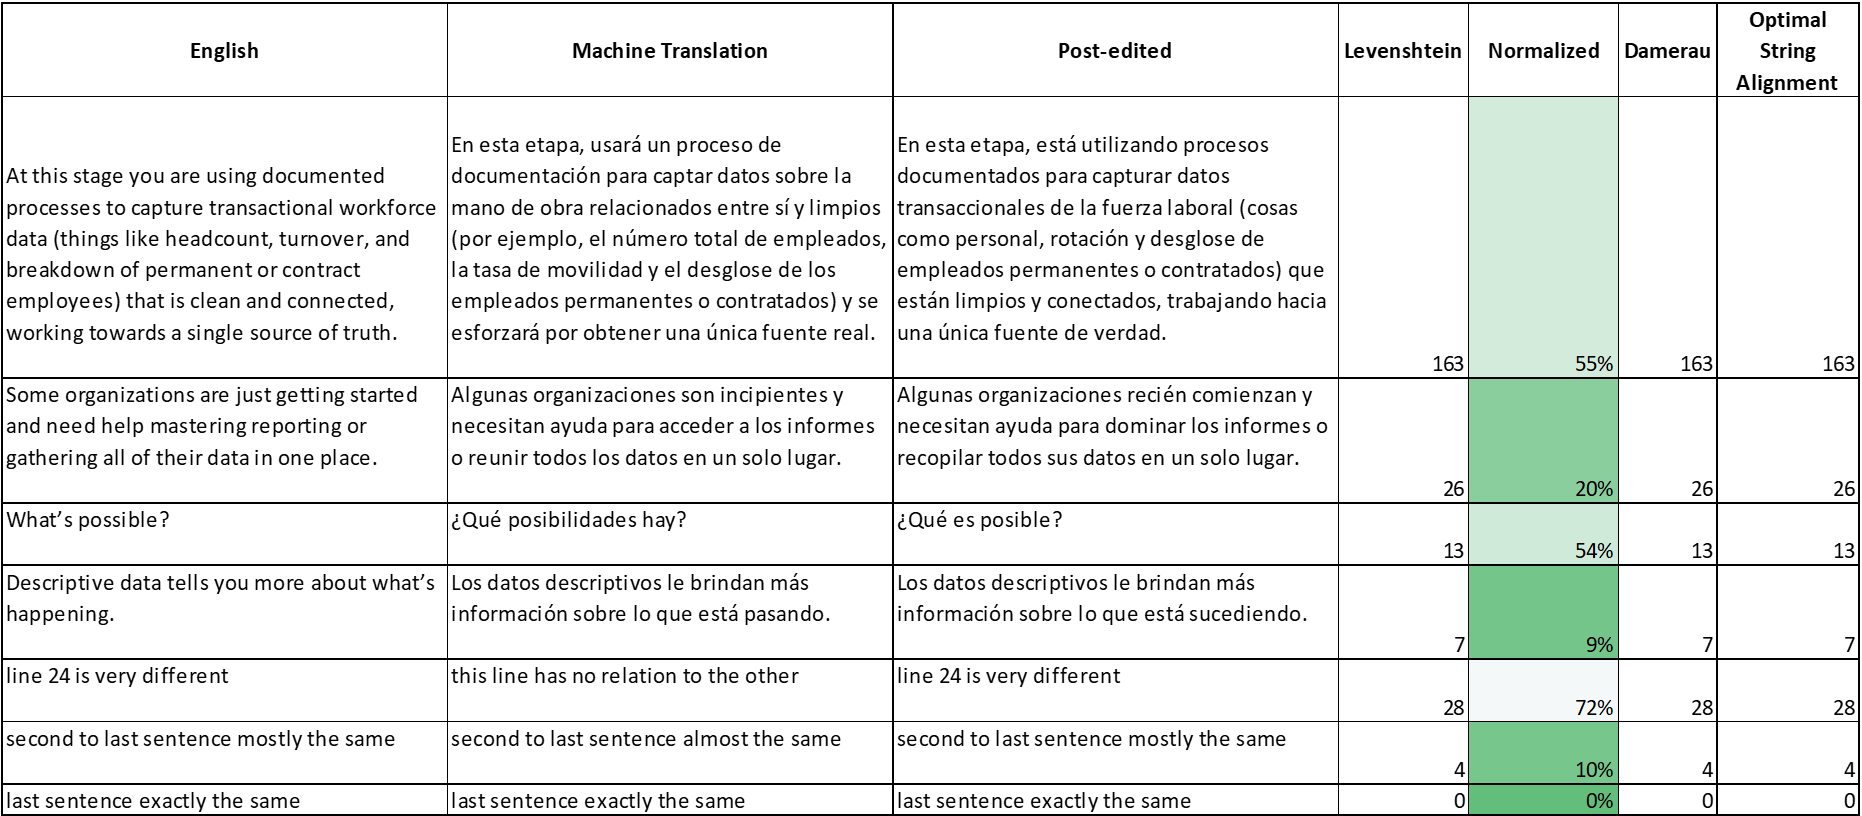 English
Machine Translation
Post-edited
Levenshtein
Normalized
Damerau
Optimal
String
Alignment
At this stage you are using documented
processes to capture transactional workforce
data (things like headcount, turnover, and
breakdown of permanent or contract
employees) that is clean and connected,
working towards a single source of truth.
En esta etapa, usará un proceso de
documentación para captar datos sobre la
mano de obra relacionados entre sí y limpios
(por ejemplo, el número total de empleados,
la tasa de movilidad y el desglose de los
empleados permanentes o contratados) y se
esforzará por obtener una única fuente real.
En esta etapa, está utilizando procesos
documentados para capturar datos
transaccionales de la fuerza laboral (cosas
como personal, rotación y desglose de
empleados permanentes o contratados) que
están limpios y conectados, trabajando hacia
una única fuente de verdad.
163
55%
163
163
Some organizations are just getting started
and need help mastering reporting or
gathering all of their data in one place.
Algunas organizaciones son incipientes y
necesitan ayuda para acceder a los informes
o reunir todos los datos en un solo lugar.
Algunas organizaciones recién comienzan y
necesitan ayuda para dominar los informes o
recopilar todos sus datos en un solo lugar.
26
20%
26
26
What’s possible?
¿Qué posibilidades hay?
¿Qué es posible?
13
54%
13
13
Descriptive data tells you more about what’s
happening.
Los datos descriptivos le brindan más
información sobre lo que está pasando.
Los datos descriptivos le brindan más
información sobre lo que está sucediendo.
7
9%
7
7
line 24 is very different
this line has no relation to the other
line 24 is very different
28
72%
28
28
second to last sentence mostly the same
second to last sentence almost the same
second to last sentence mostly the same
4
10%
4
4
last sentence exactly the same
last sentence exactly the same
last sentence exactly the same
0
0%
0
0